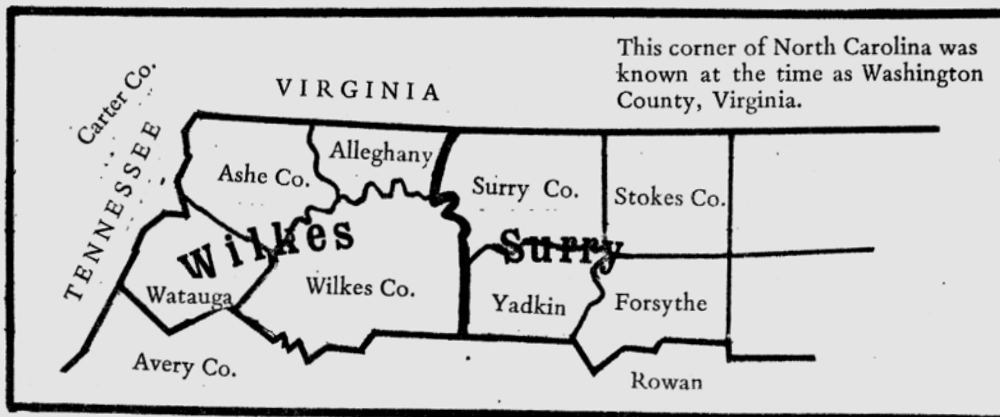 This corner of North Carolina was
known at the time as Washington
County, Virginia.
VIRGINIA
Carter Co.
TENNESSEE
Alleghany
Ashe Co.
Surry Co.
Stokes Co.
Wilkes
Surry
Watauga
Wilkes Co.
Yadkin
Forsythe
Avery Co.
Rowan